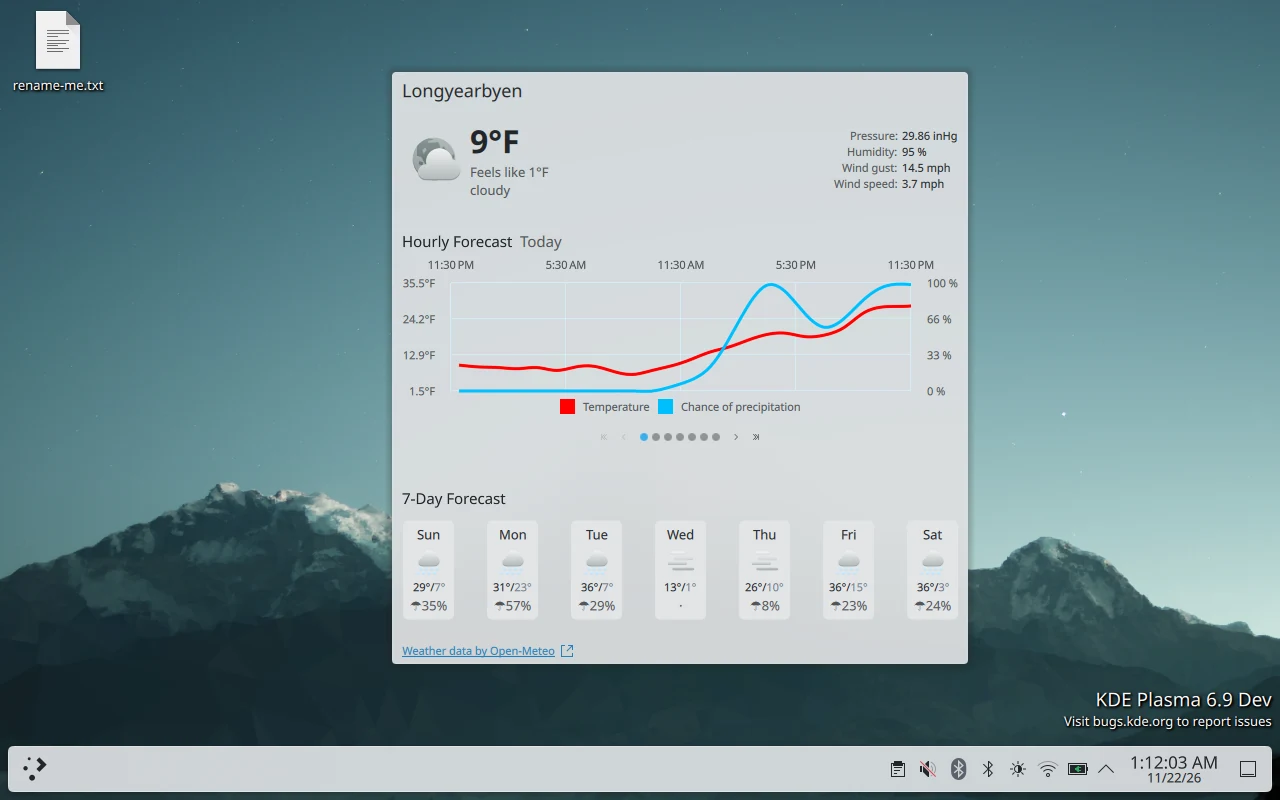 rename-me.txt
Longyearbyen
9°F
Feels like 1°F
cloudy
Pressure: 29.86 inHg
Humidity: 95 %
Wind gust: 14.5 mph
Wind speed: 3.7 mph
Hourly Forecast Today
11:30 PM 5:30 AM 11:30 AM 5:30 PM 11:30 PM
35.5°F 100 %
24.2°F 66 %
12.9°F 33 %
1.5°F 0 %
Temperature Chance of precipitation
7-Day Forecast
Sun Mon Tue Wed Thu Fri Sat
29°/7° 31°/23° 36°/7° 13°/1° 26°/10° 36°/15° 36°/3°
☂35% ☂57% ☂29% · ☂8% ☂23% ☂24%
Weather data by Open-Meteo
KDE Plasma 6.9 Dev
Visit bugs.kde.org to report issues
1:12:03 AM
11/22/26